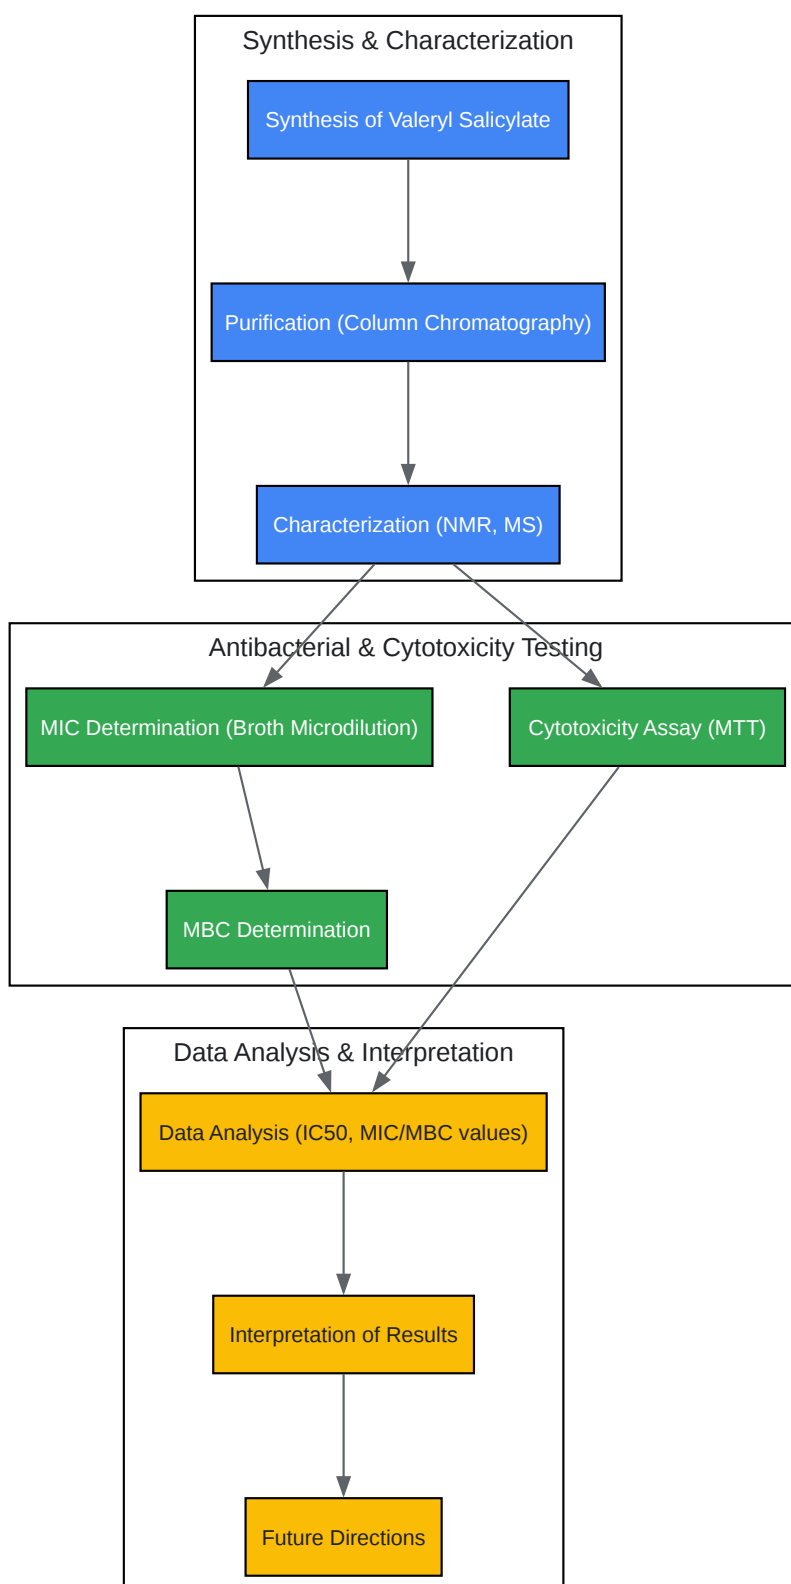 Synthesis & Characterization
Synthesis of Valeryl Salicylate
Purification (Column Chromatography)
Characterization (NMR, MS)
Antibacterial & Cytotoxicity Testing
MIC Determination (Broth Microdilution)
Cytotoxicity Assay (MTT)
MBC Determination
Data Analysis & Interpretation
Data Analysis (IC50, MIC/MBC values)
Interpretation of Results
Future Directions